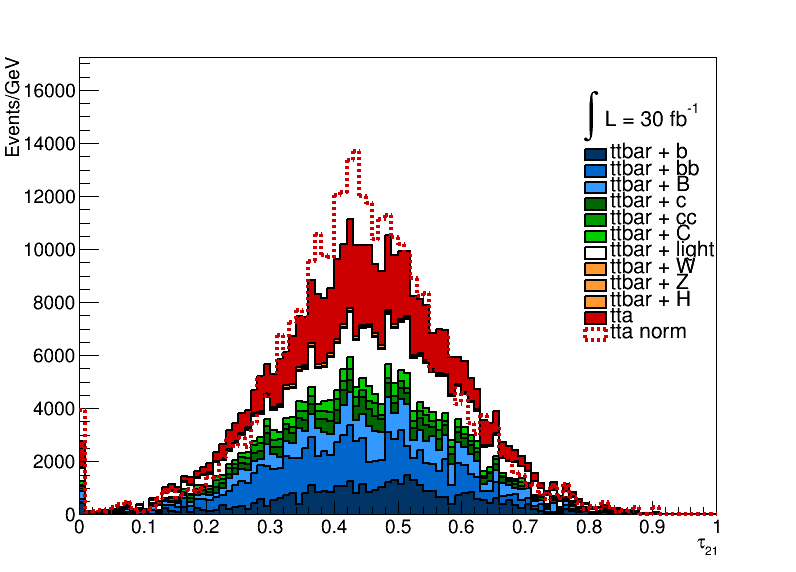 Events/GeV
16000
14000
12000
10000
8000
6000
4000
2000
0
∫ L = 30 fb-1
ttbar + b
ttbar + bb
ttbar + B
ttbar + c
ttbar + cc
ttbar + C
ttbar + light
ttbar + W
ttbar + Z
ttbar + H
tta
tta norm
0 0.1 0.2 0.3 0.4 0.5 0.6 0.7 0.8 0.9 1
τ21